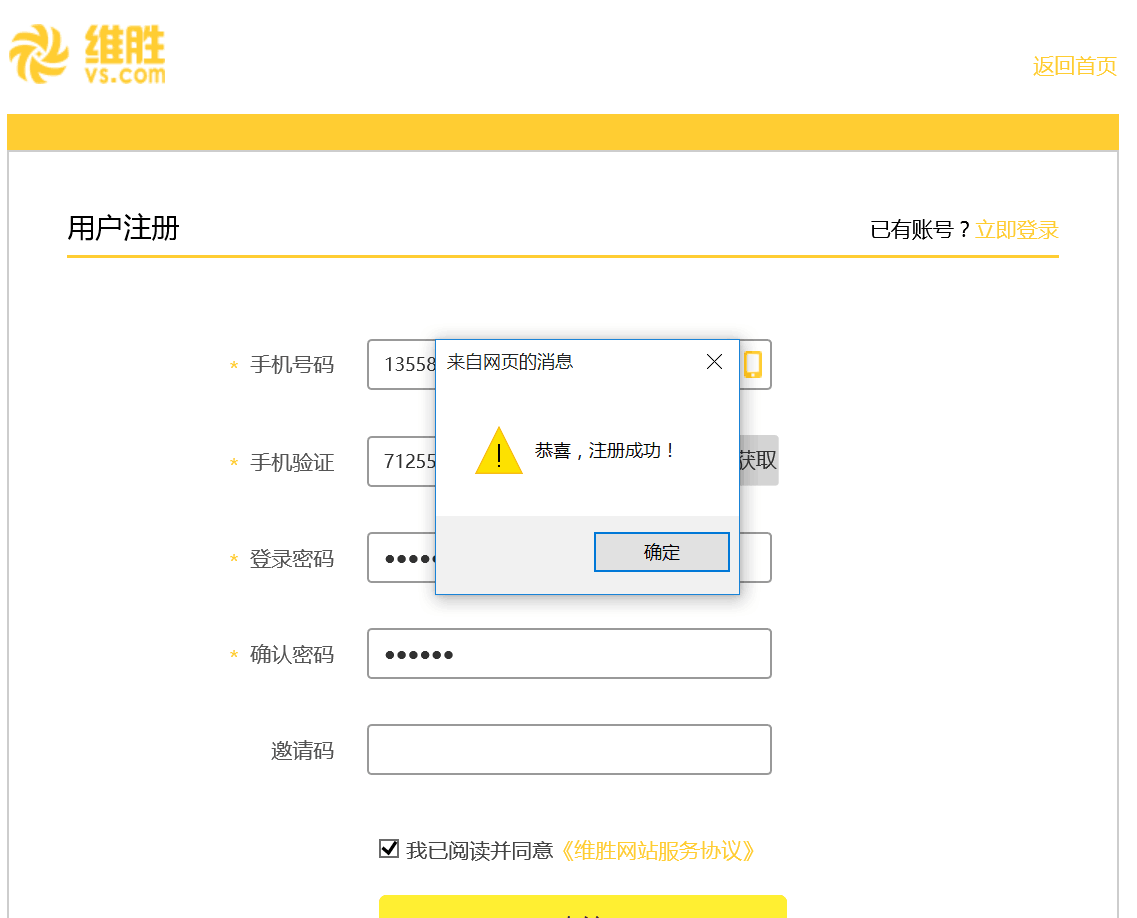 维胜
vs.com
返回首页
用户注册
已有账号？立即登录
* 手机号码
13558
来自网页的消息
恭喜，注册成功！
* 手机验证
71255
获取
确定
* 登录密码
* 确认密码
邀请码
我已阅读并同意《维胜网站服务协议》